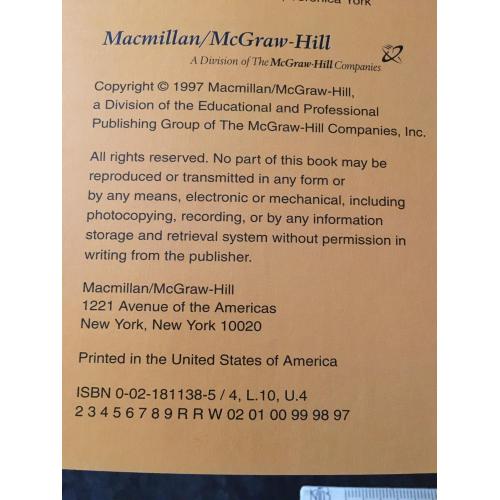 York
Macmillan/McGraw-Hill
A Division of The McGraw-Hill Companies
Copyright © 1997 Macmillan/McGraw-Hill,
a Division of the Educational and Professional
Publishing Group of The McGraw-Hill Companies, Inc.
All rights reserved. No part of this book may be
reproduced or transmitted in any form or
by any means, electronic or mechanical, including
photocopying, recording, or by any information
storage and retrieval system without permission in
writing from the publisher.
Macmillan/McGraw-Hill
1221 Avenue of the Americas
New York, New York 10020
Printed in the United States of America
ISBN 0-02-181138-5 / 4, L.10, U.4
2 3 4 5 6 7 8 9 R R W 02 01 00 99 98 97